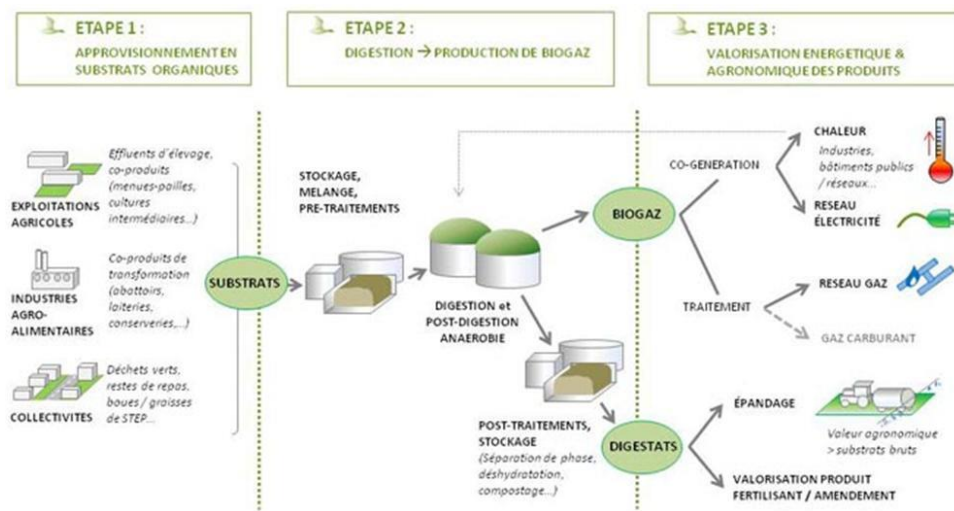 ETAPE 1 :
APPROVISIONNEMENT EN
SUBSTRATS ORGANIQUES
ETAPE 2 :
DIGESTION → PRODUCTION DE BIOGAZ
ETAPE 3 :
VALORISATION ENERGETIQUE &
AGRONOMIQUE DES PRODUITS
Effluents d'élevage,
co-produits
(menues-pailles,
cultures
intermédiaires...)
EXPLOITATIONS
AGRICOLES
Co-produits de
transformation
(abattoirs,
laiteries,
conserveries,...)
INDUSTRIES
AGRO-
ALIMENTAIRES
Déchets verts,
restes de repas,
boues / graisses
de STEP...
COLLECTIVITES
SUBSTRATS
STOCKAGE,
MELANGE,
PRE-TRAITEMENTS
DIGESTION et
POST-DIGESTION
ANAEROBIE
POST-TRAITEMENTS,
STOCKAGE
(Séparation de phase,
déshydratation,
compostage...)
BIOGAZ
DIGESTATS
CO-GENERATION
CHALEUR
Industries,
bâtiments publics
/ réseaux...
RESEAU
ÉLECTRICITÉ
TRAITEMENT
RESEAU GAZ
GAZ CARBURANT
ÉPANDAGE
Valeur agronomique
> substrats bruts
VALORISATION PRODUIT
FERTILISANT / AMENDEMENT